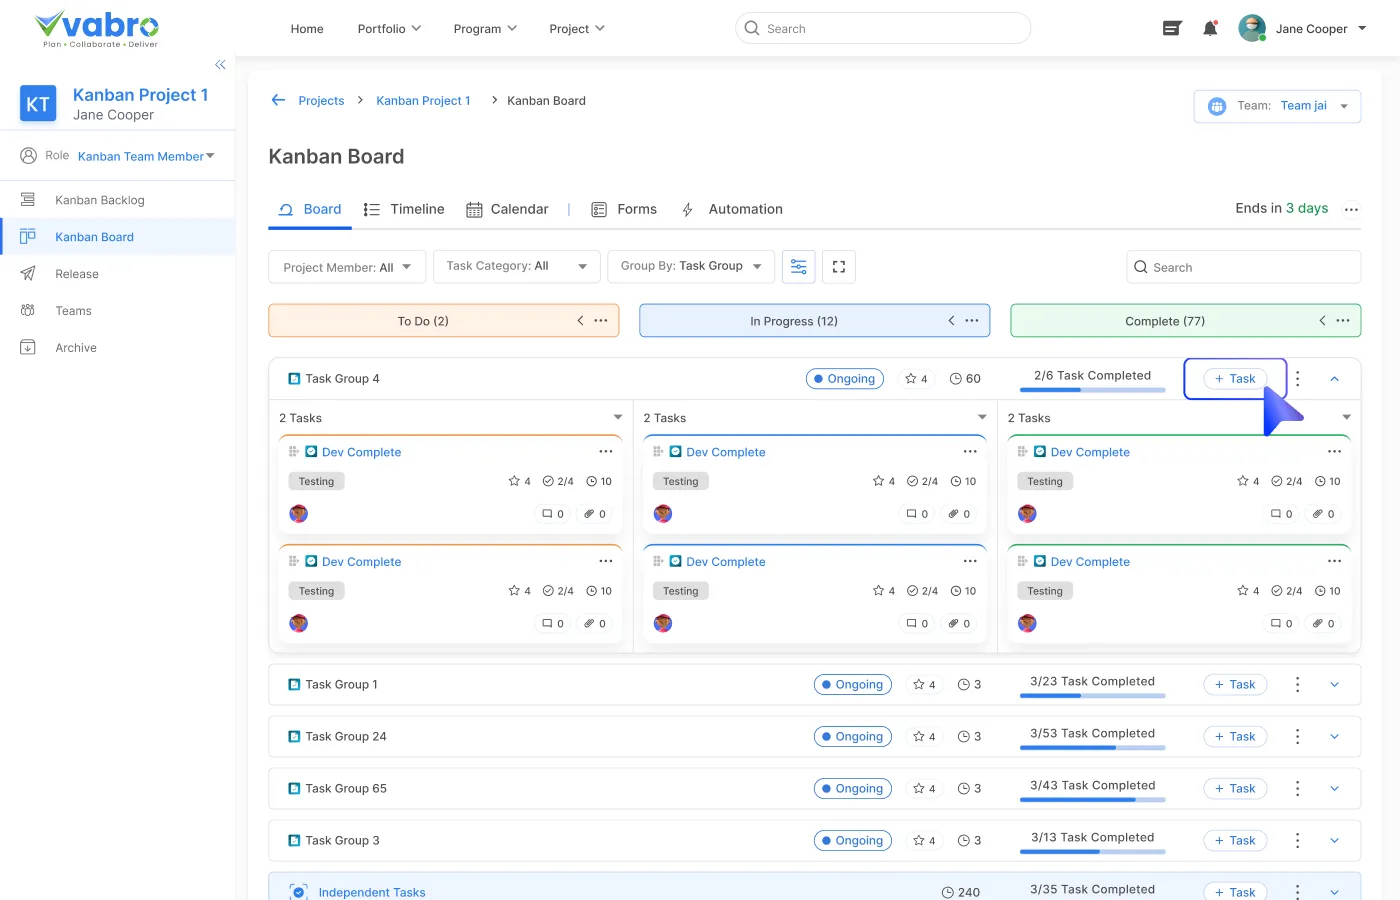 vabro
Plan • Collaborate • Deliver
Home
Portfolio
Program
Project
Search
Jane Cooper
KT
Kanban Project 1
Jane Cooper
Role Kanban Team Member
Kanban Backlog
Kanban Board
Release
Teams
Archive
Projects > Kanban Project 1 > Kanban Board
Team: Team jai
Kanban Board
Board
Timeline
Calendar
Forms
Automation
Ends in 3 days
Project Member: All
Task Category: All
Group By: Task Group
Search
To Do (2)
In Progress (12)
Complete (77)
Task Group 4 Ongoing 4 60 2/6 Task Completed + Task
2 Tasks
Dev Complete
Testing 4 2/4 10
0 0
Dev Complete
Testing 4 2/4 10
0 0
2 Tasks
Dev Complete
Testing 4 2/4 10
0 0
Dev Complete
Testing 4 2/4 10
0 0
2 Tasks
Dev Complete
Testing 4 2/4 10
0 0
Dev Complete
Testing 4 2/4 10
0 0
Task Group 1 Ongoing 4 3 3/23 Task Completed + Task
Task Group 24 Ongoing 4 3 3/53 Task Completed + Task
Task Group 65 Ongoing 4 3 3/43 Task Completed + Task
Task Group 3 Ongoing 4 3 3/13 Task Completed + Task
Independent Tasks 240 3/35 Task Completed + Task